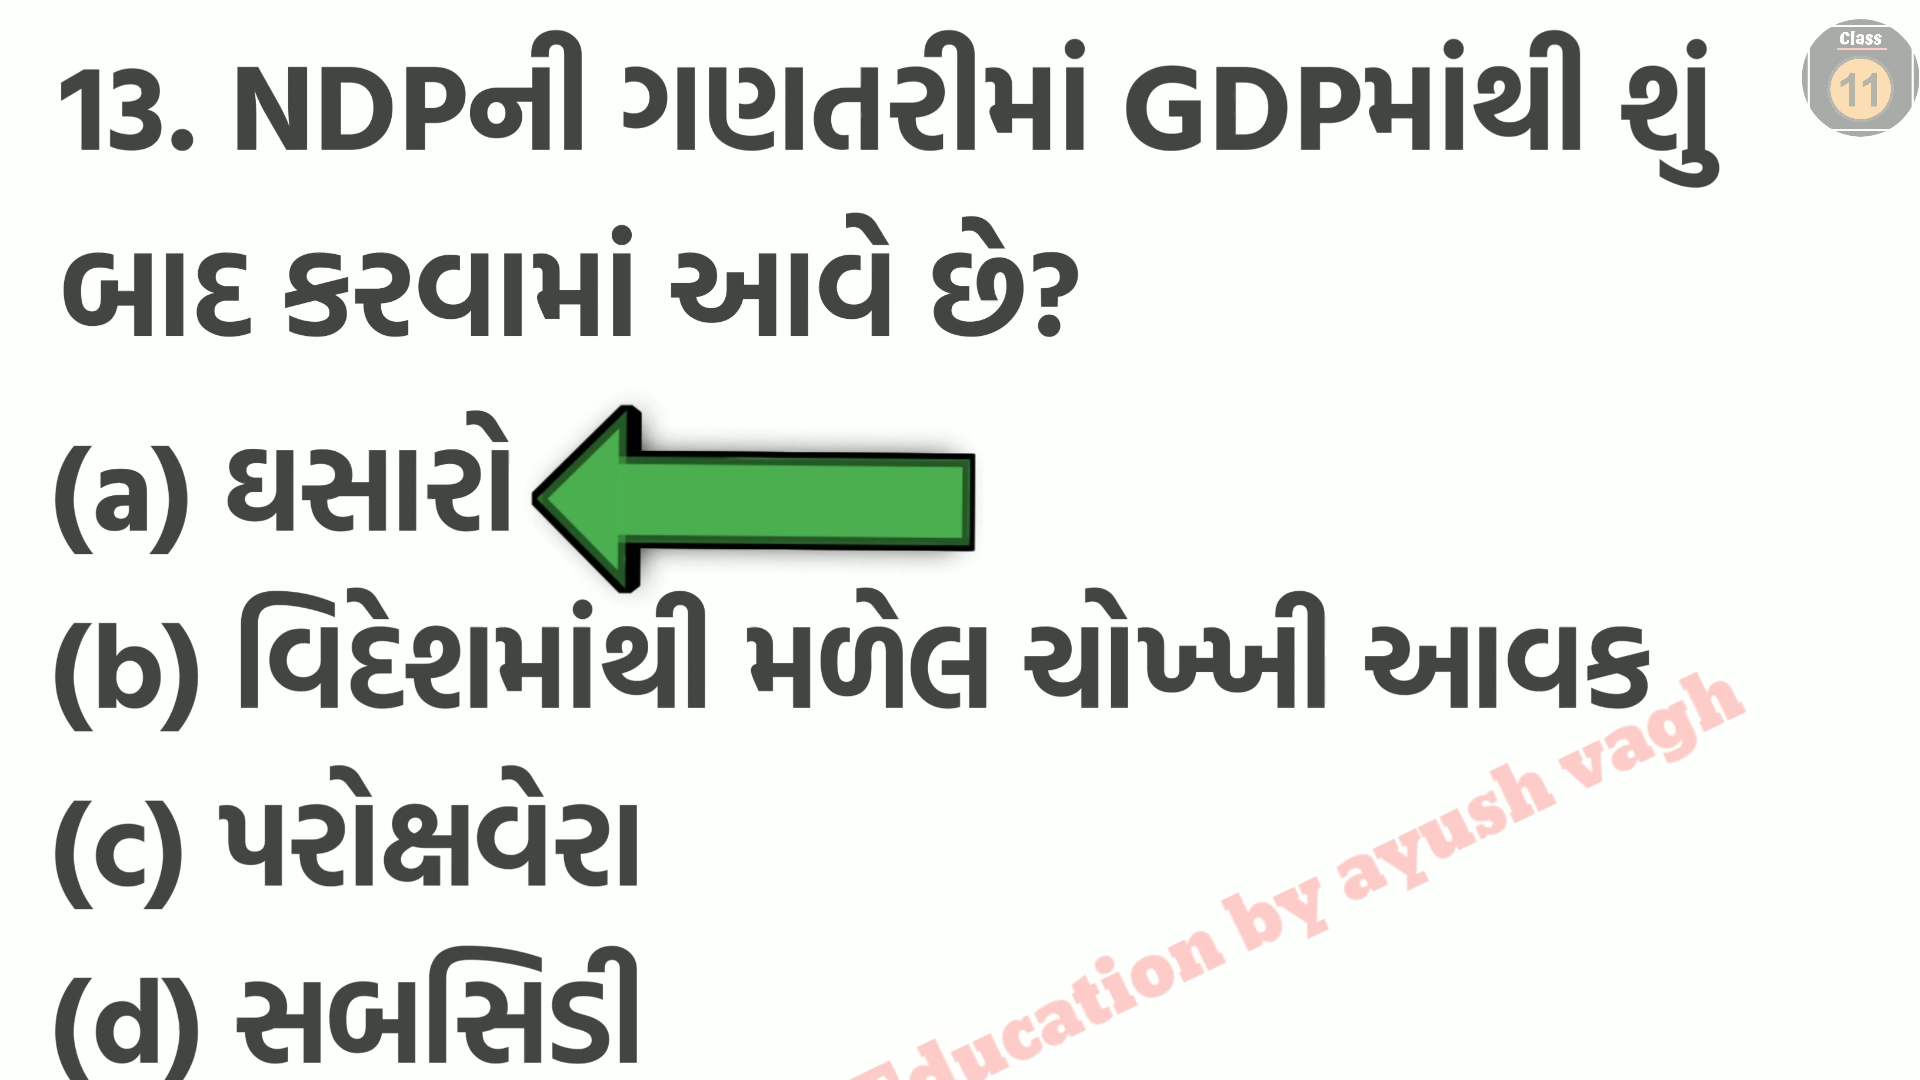 13. NDPની ગણતરીમાં GDPમાંથી શું
બાદ કરવામાં આવે છે?
(a) ઘસારો
(b) વિદેશમાંથી મળેલ ચોખ્ખી આવક
(c) પરોક્ષવેરા
(d) સબસિડી
Class
11
Education by ayush vagh